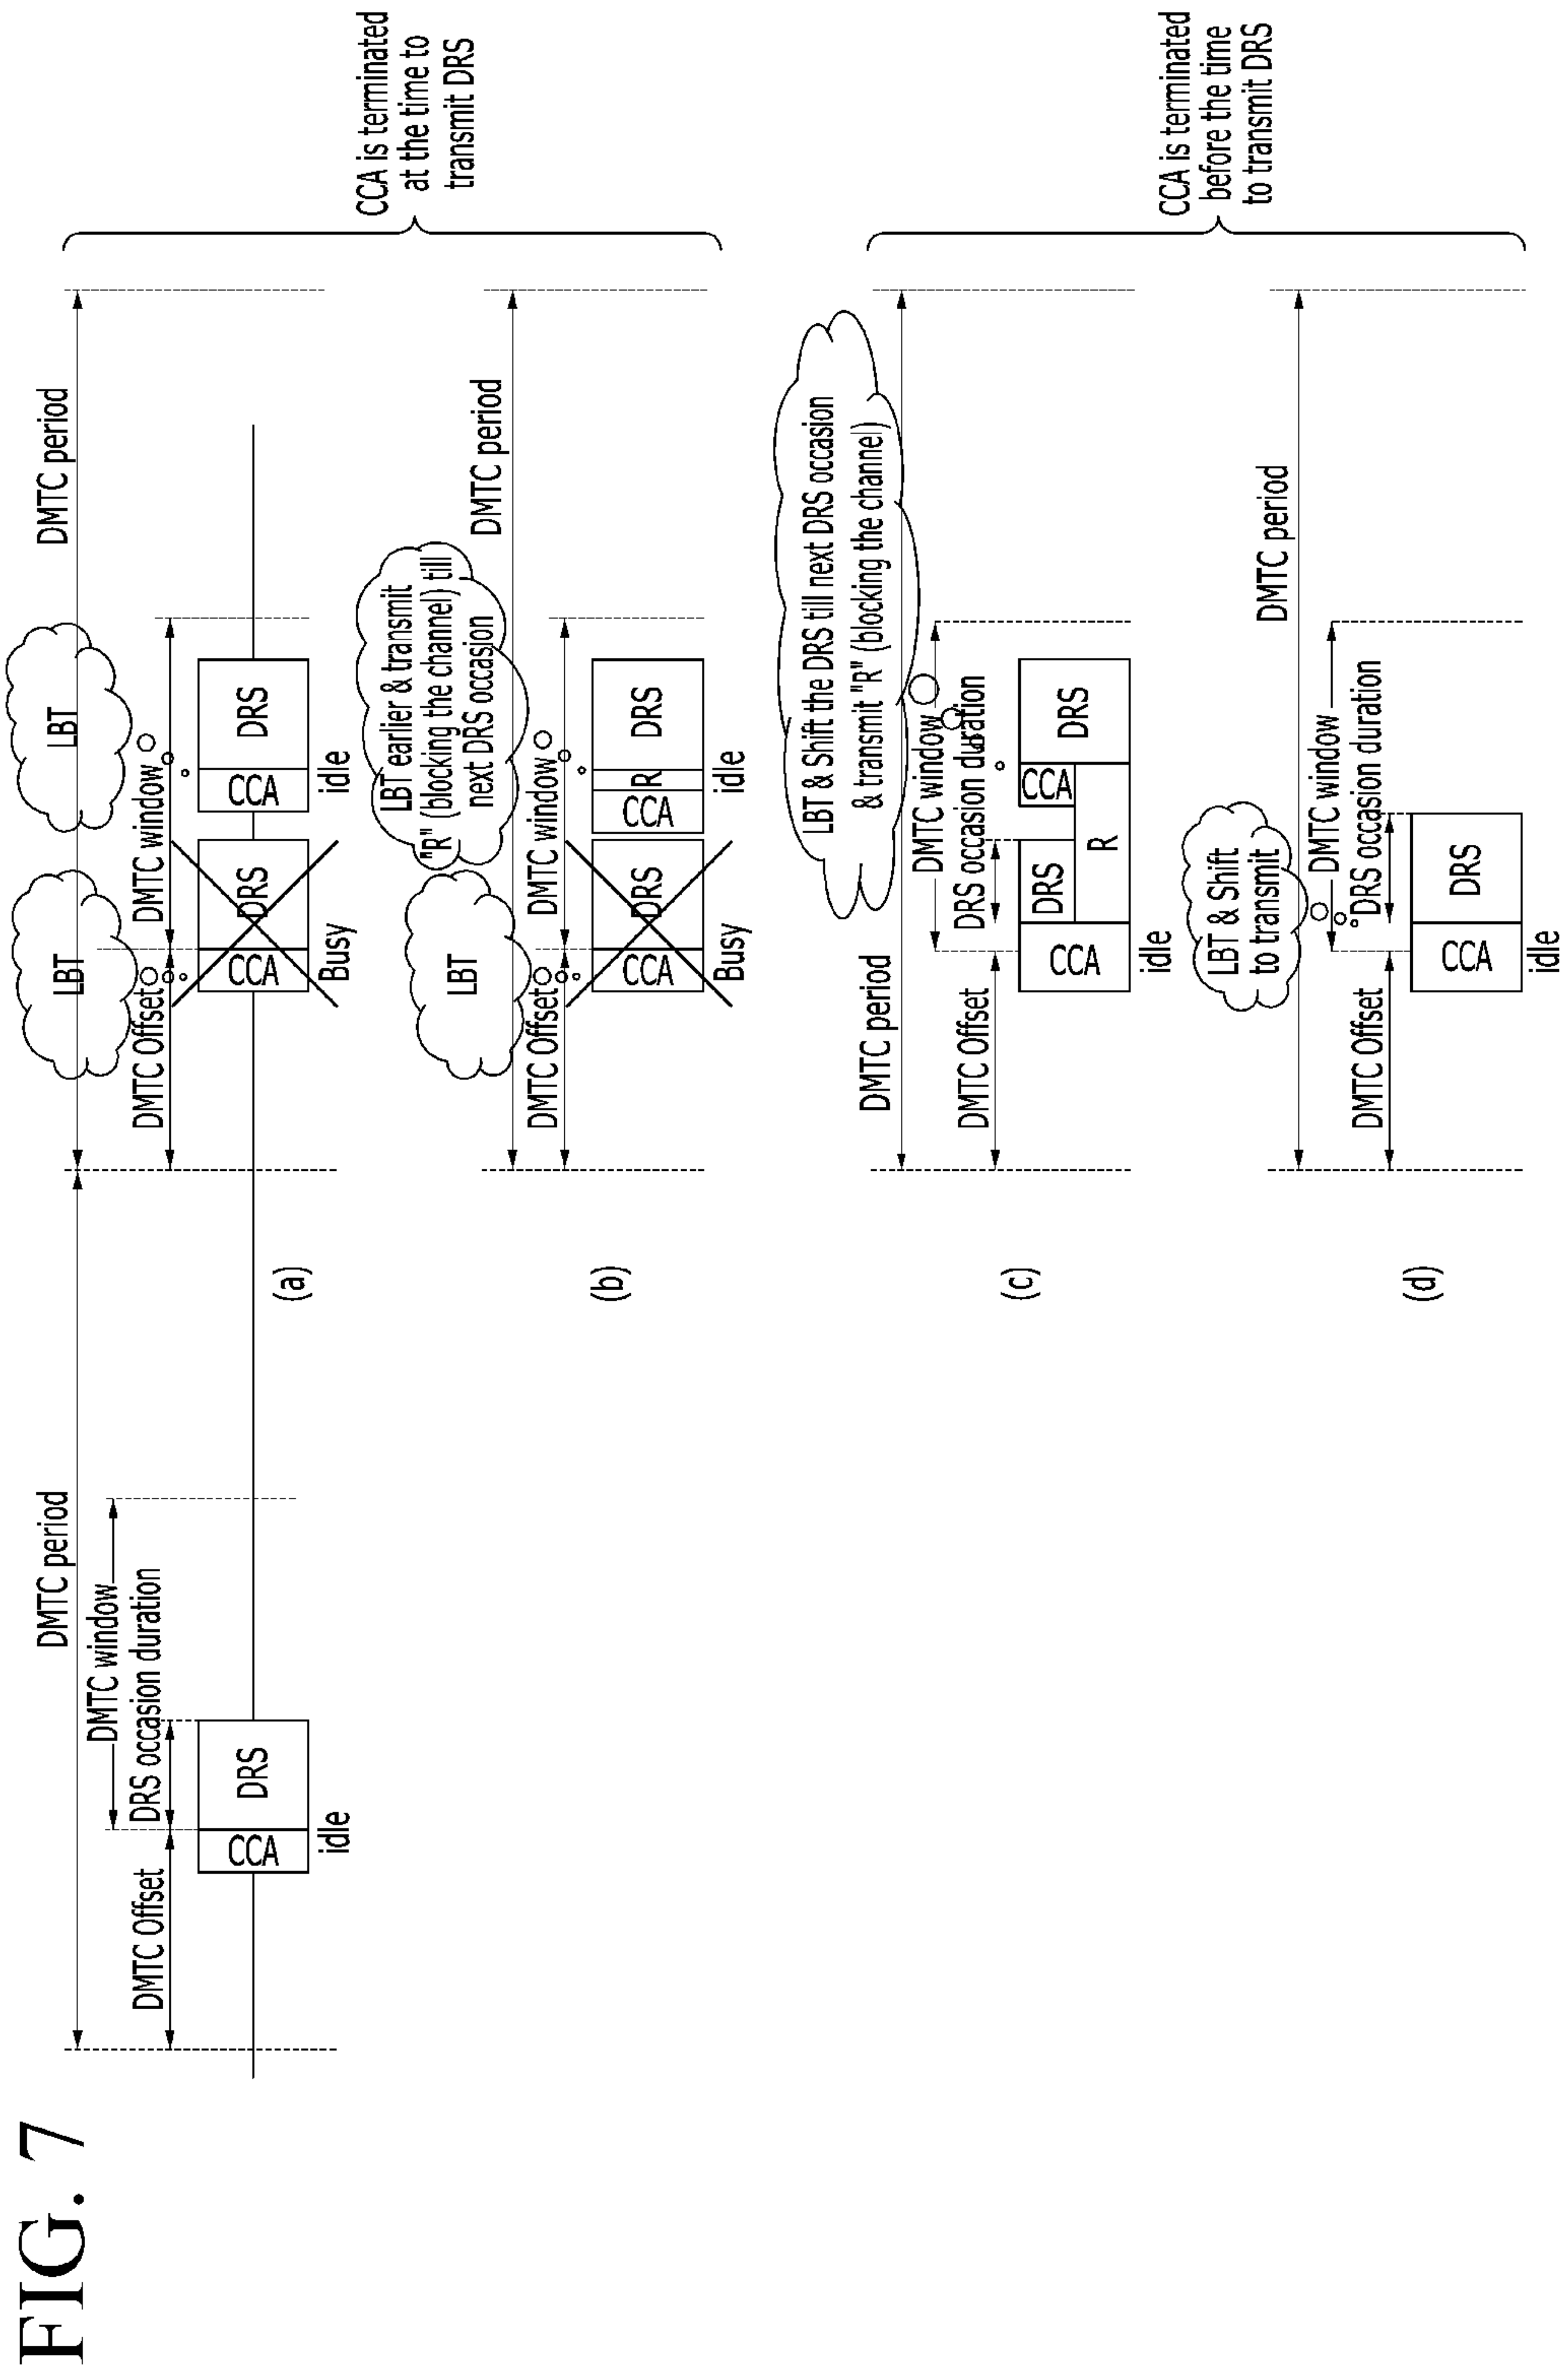 FIG. 7
DMTC period
DMTC window
DRS occasion duration
DMTC Offset
CCA
DRS
idle
(a)
DMTC period
LBT
LBT
DMTC Offset
DMTC window
CCA
DRS
CCA
DRS
Busy
idle
(b)
LBT
LBT earlier & transmit
"R" (blocking the channel) till
next DRS occasion
DMTC period
DMTC Offset
DMTC window
CCA
DRS
CCA
R
DRS
Busy
idle
CCA is terminated
at the time to
transmit DRS
(c)
LBT & Shift the DRS till next DRS occasion
& transmit "R" (blocking the channel)
DMTC period
DMTC window
DMTC Offset
DRS occasion duration
CCA
DRS
CCA
R
DRS
idle
(d)
LBT & Shift
to transmit
DMTC period
DMTC window
DMTC Offset
DRS occasion duration
CCA
DRS
idle
CCA is terminated
before the time
to transmit DRS